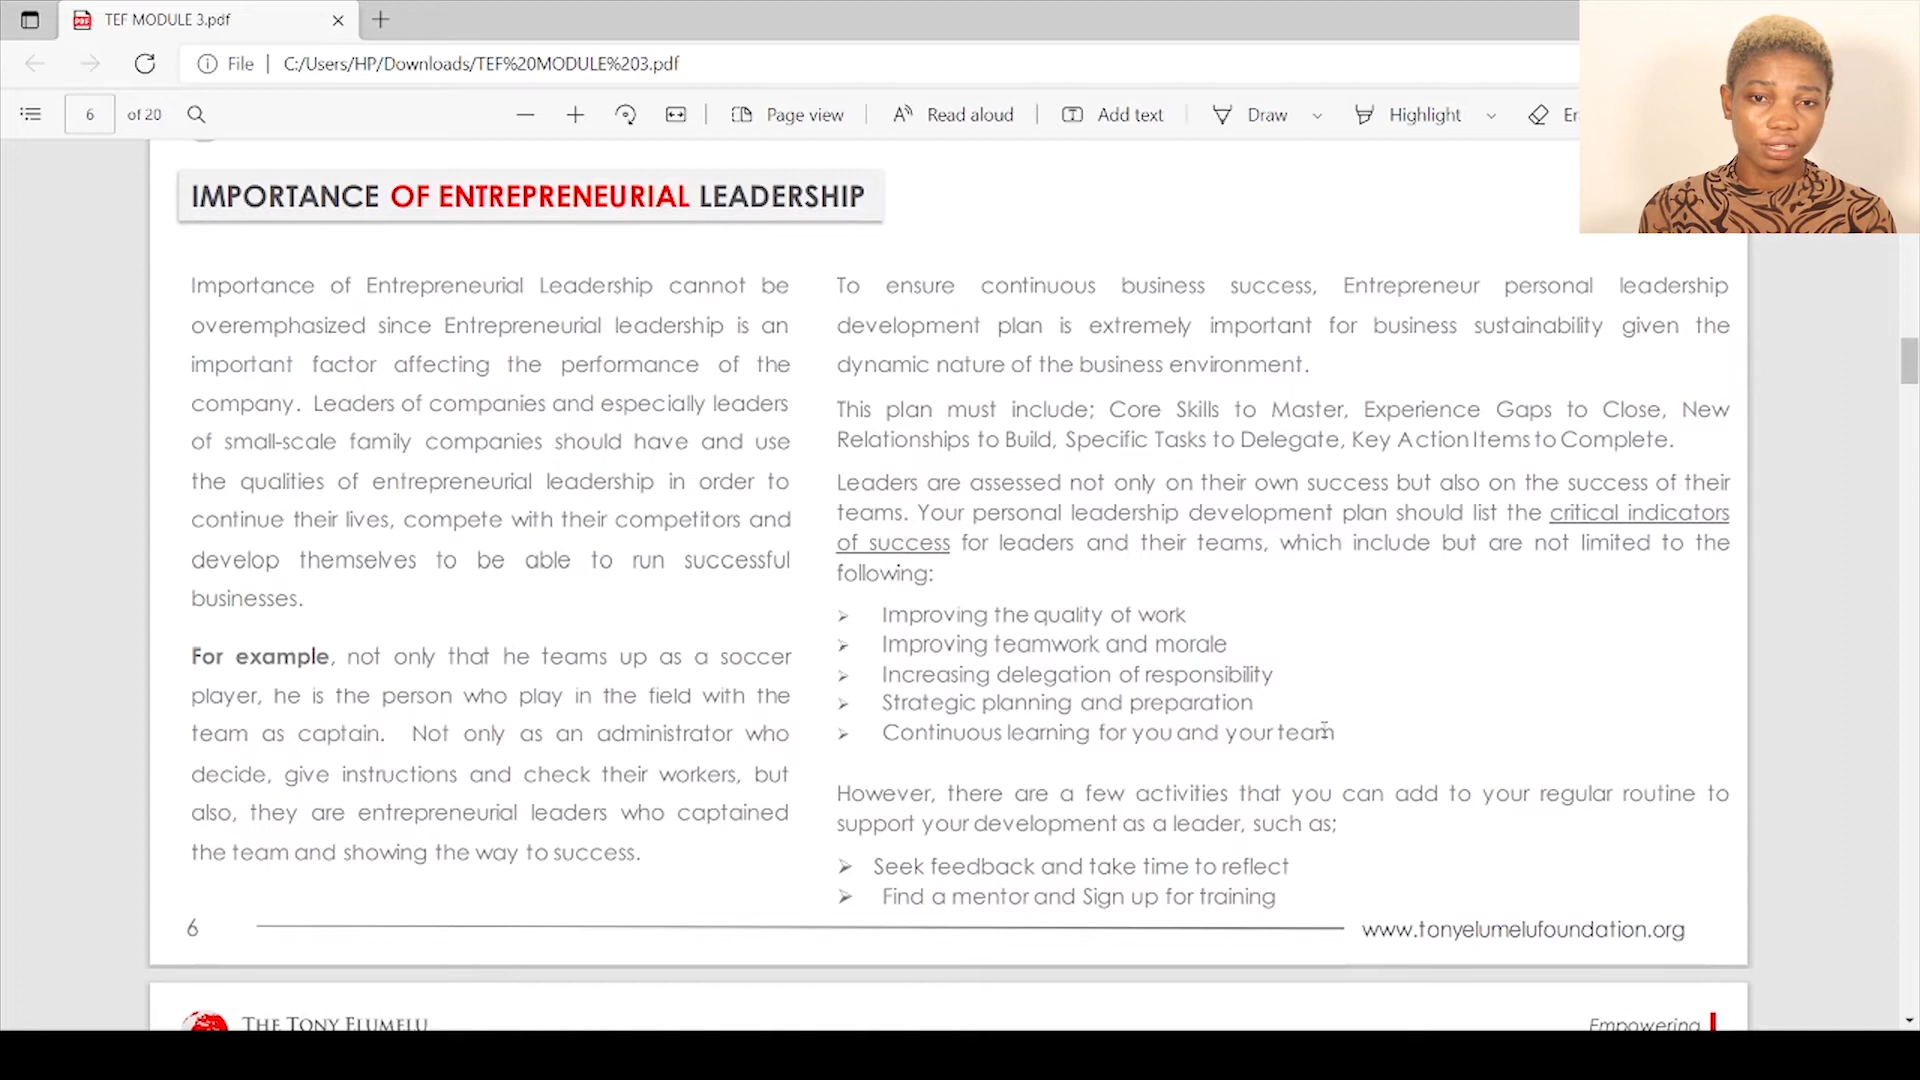 TEF MODULE 3.pdf
File
C:/Users/HP/Downloads/TEF%20MODULE%203.pdf
6 of 20
Page view
Read aloud
Add text
Draw
Highlight
IMPORTANCE OF ENTREPRENEURIAL LEADERSHIP
Importance of Entrepreneurial Leadership cannot be
overemphasized since Entrepreneurial leadership is an
important factor affecting the performance of the
company. Leaders of companies and especially leaders
of small-scale family companies should have and use
the qualities of entrepreneurial leadership in order to
continue their lives, compete with their competitors and
develop themselves to be able to run successful
businesses.
For example, not only that he teams up as a soccer
player, he is the person who play in the field with the
team as captain. Not only as an administrator who
decide, give instructions and check their workers, but
also, they are entrepreneurial leaders who captained
the team and showing the way to success.
To ensure continuous business success, Entrepreneur personal leadership
development plan is extremely important for business sustainability given the
dynamic nature of the business environment.
This plan must include; Core Skills to Master, Experience Gaps to Close, New
Relationships to Build, Specific Tasks to Delegate, Key Action Items to Complete.
Leaders are assessed not only on their own success but also on the success of their
teams. Your personal leadership development plan should list the critical indicators
of success for leaders and their teams, which include but are not limited to the
following:
Improving the quality of work
Improving teamwork and morale
Increasing delegation of responsibility
Strategic planning and preparation
Continuous learning for you and your team
However, there are a few activities that you can add to your regular routine to
support your development as a leader, such as;
Seek feedback and take time to reflect
Find a mentor and Sign up for training
6
www.tonyelumelufoundation.org
THE TONY ELUMELU
Empowering